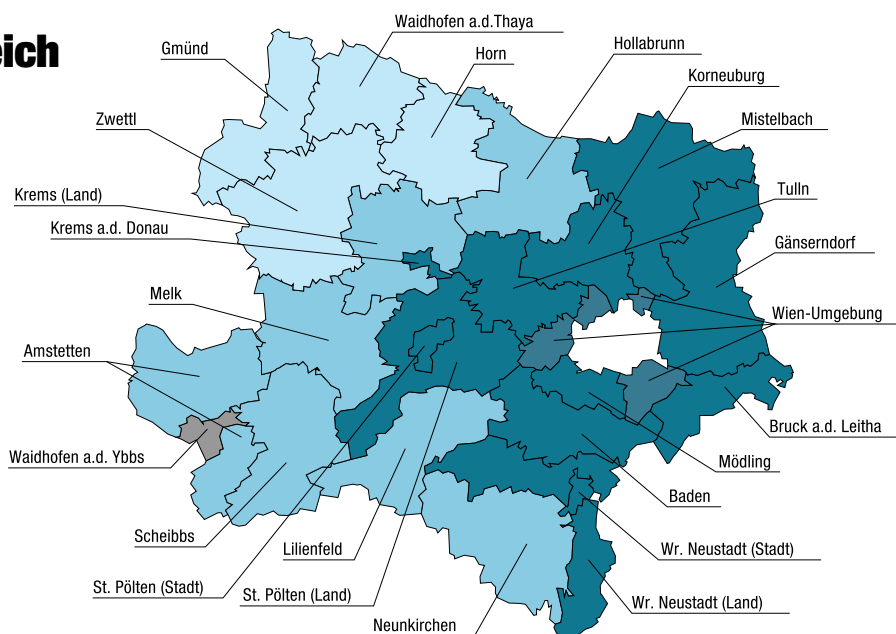 eich
Waidhofen a.d.Thaya
Gmünd
Horn
Hollabrunn
Korneuburg
Zwettl
Mistelbach
Krems (Land)
Tulln
Krems a.d. Donau
Gänserndorf
Melk
Wien-Umgebung
Amstetten
Bruck a.d. Leitha
Waidhofen a.d. Ybbs
Mödling
Baden
Scheibbs
Lilienfeld
Wr. Neustadt (Stadt)
St. Pölten (Stadt)
St. Pölten (Land)
Wr. Neustadt (Land)
Neunkirchen